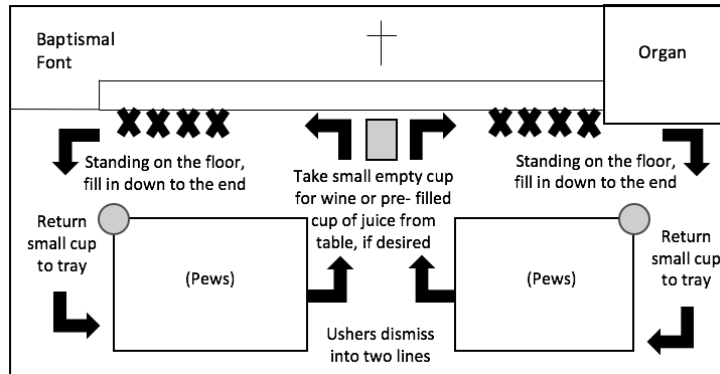 Baptismal
Font
Organ
Standing on the floor,
fill in down to the end
Take small empty cup
for wine or pre- filled
cup of juice from
table, if desired
Standing on the floor,
fill in down to the end
Return
small cup
to tray
(Pews)
(Pews)
Return
small cup
to tray
Ushers dismiss
into two lines